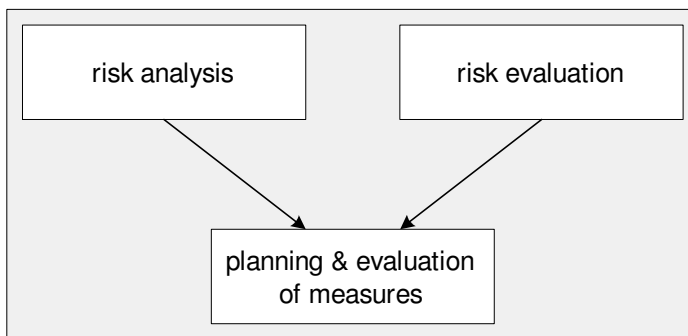 risk analysis
risk evaluation
planning & evaluation
of measures